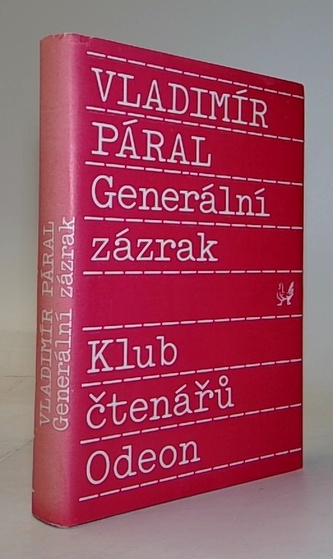 VLADIMÍR
PÁRAL
Generální
zázrak
Klub
čtenářů
Odeon
VLADIMÍR PÁRAL
Generální zázrak